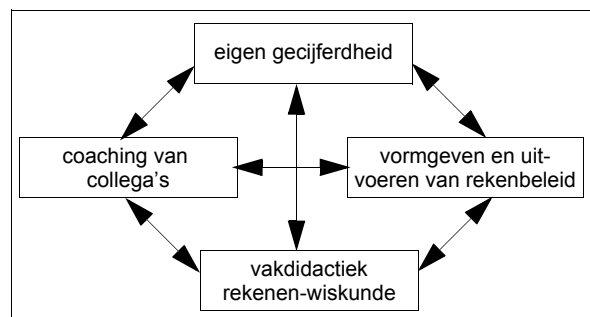 eigen gecijferdheid
coaching van
collega's
vormgeven en uit-
voeren van rekenbeleid
vakdidactiek
rekenen-wiskunde